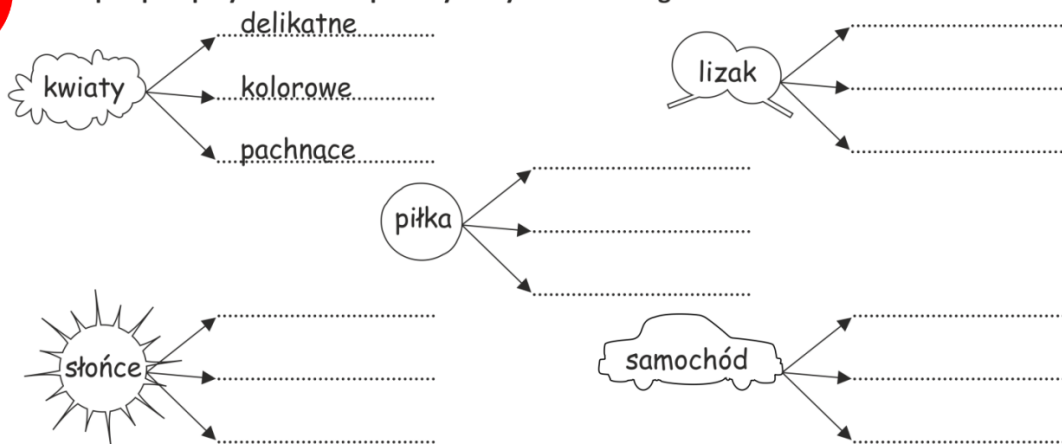 delikatne
kwiaty
kolorowe
pachnące
lizak
piłka
słońce
samochód